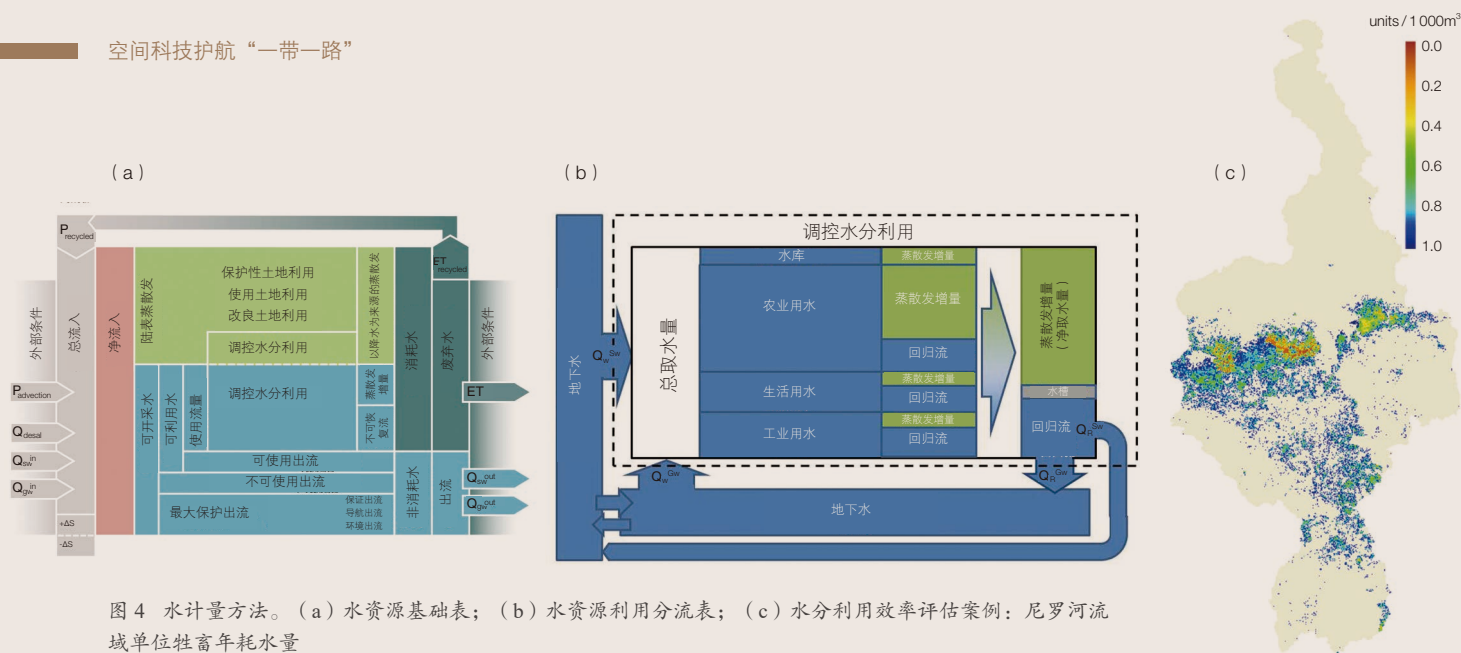 空间科技护航“一带一路”
(a)
P recycled
外部条件
总流入
净流入
陆表蒸散发
保护性土地利用
使用土地利用
改良土地利用
调控水分利用
以降水为来源的蒸散发
消耗水
ET recycled
废弃水
外部条件
P advection
Q desal
Q sw in
Q gw in
+ΔS
-ΔS
可开采水
可利用水
使用流量
调控水分利用
蒸散发
增量
不可恢
复流
ET
可使用出流
不可使用出流
最大保护出流
保证出流
导航出流
环境出流
非消耗水
出流
Q sw out
Q gw out
(b)
调控水分利用
地下水
Q w Sw
总取水量
水库
蒸散发增量
农业用水
蒸散发增量
回归流
生活用水
蒸散发增量
回归流
工业用水
蒸散发增量
回归流
蒸散发增量
(净取水量)
水槽
回归流
Q R Sw
Q w Gw
Q R Gw
地下水
(c)
units / 1 000m³
0.0
0.2
0.4
0.6
0.8
1.0
图 4 水计量方法。(a)水资源基础表;(b)水资源利用分流表;(c)水分利用效率评估案例:尼罗河流
域单位牲畜年耗水量